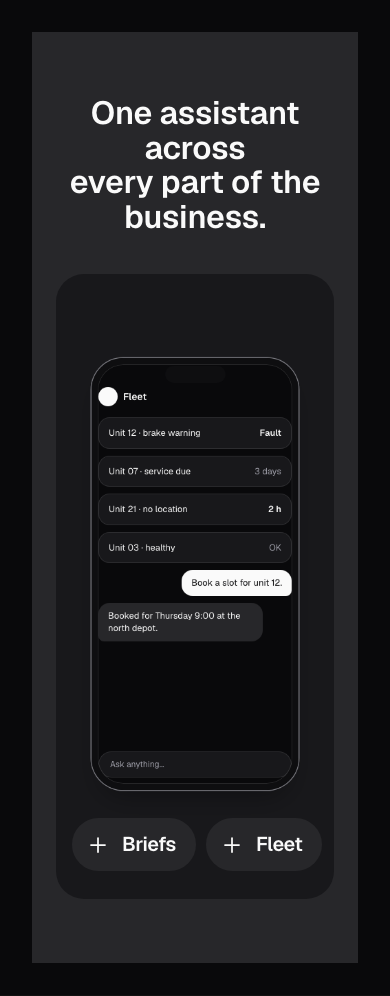 One assistant
across
every part of the
business.
Fleet
Unit 12 · brake warning Fault
Unit 07 · service due 3 days
Unit 21 · no location 2 h
Unit 03 · healthy OK
Book a slot for unit 12.
Booked for Thursday 9:00 at the
north depot.
Ask anything...
+ Briefs + Fleet